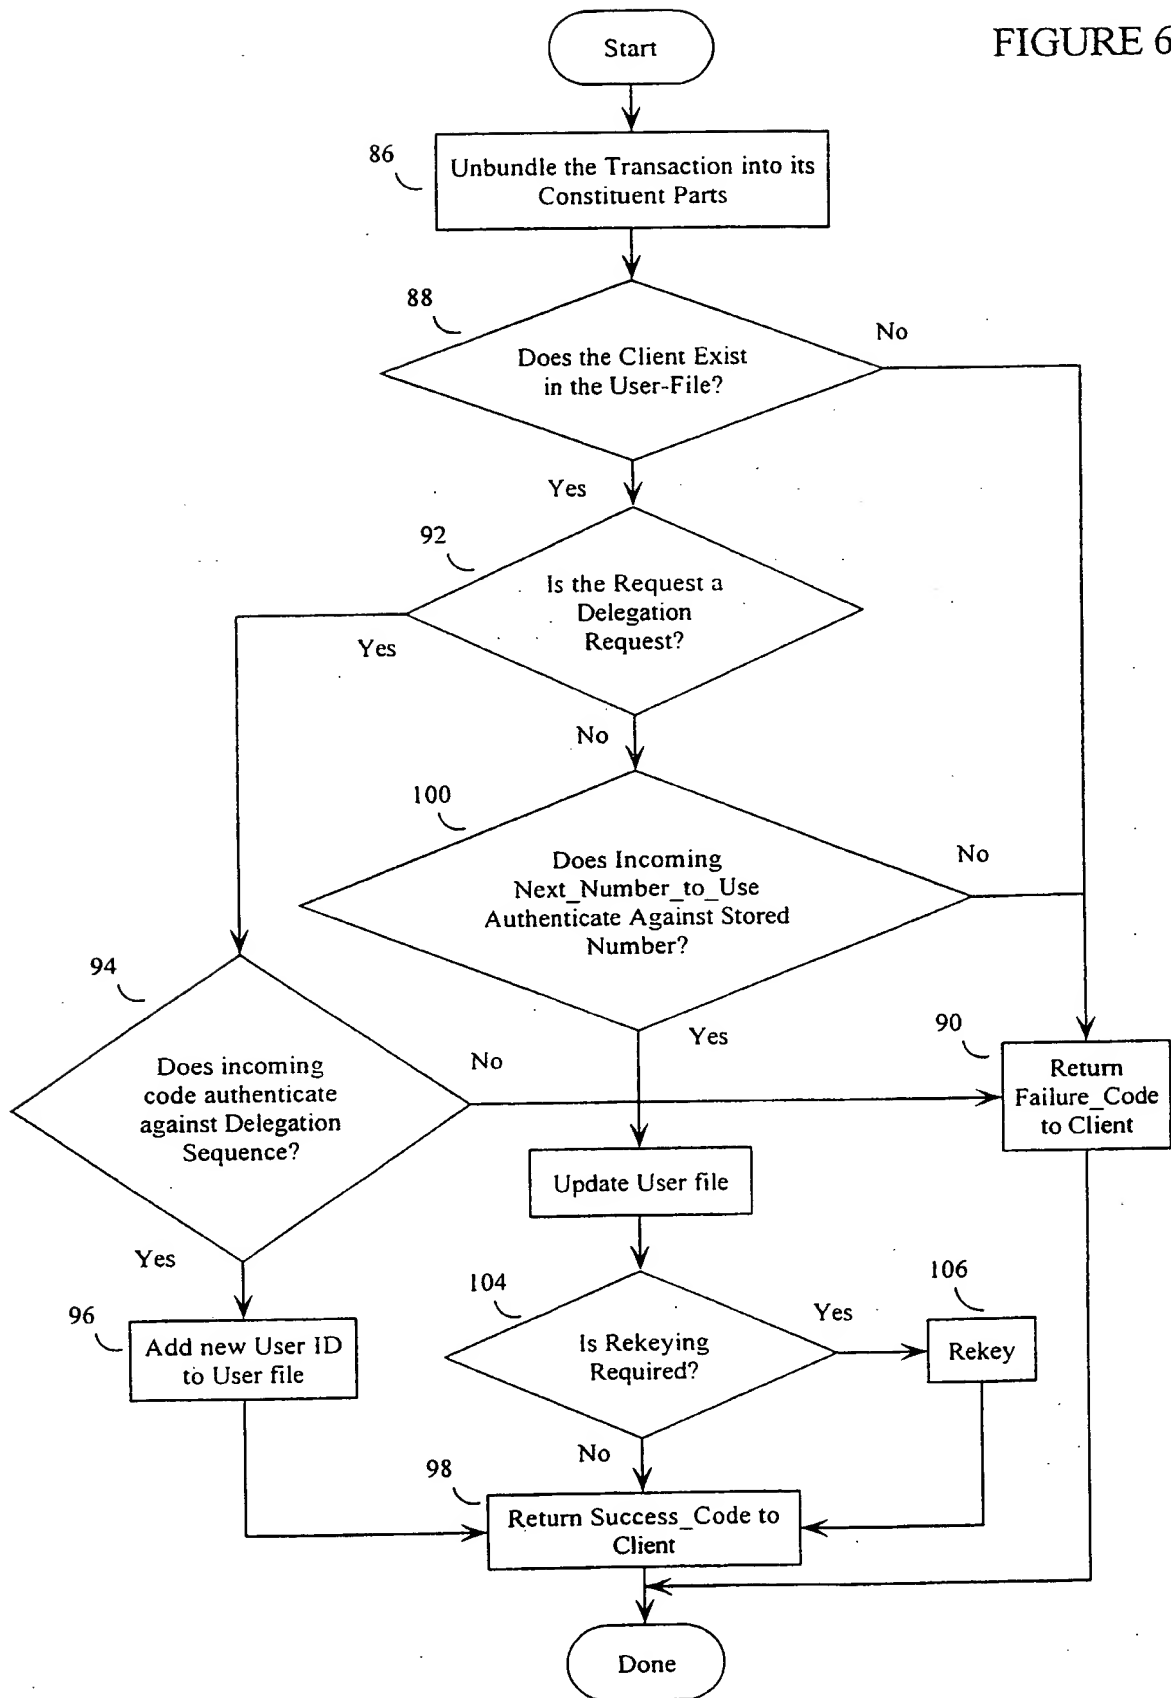 FIGURE 6
Start
86
Unbundle the Transaction into its
Constituent Parts
88
Does the Client Exist
in the User-File?
No
Yes
92
Is the Request a
Delegation
Request?
Yes
No
100
Does Incoming
Next_Number_to_Use
Authenticate Against Stored
Number?
No
Yes
94
Does incoming
code authenticate
against Delegation
Sequence?
No
Yes
90
Return
Failure_Code
to Client
Update User file
96
Add new User ID
to User file
104
Is Rekeying
Required?
Yes
No
106
Rekey
98
Return Success_Code to
Client
Done